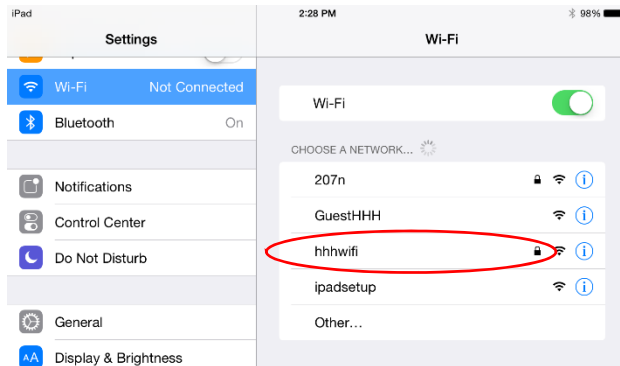 iPad 2:28 PM 98%
Settings
Wi-Fi
Wi-Fi Not Connected
Bluetooth On
Notifications
Control Center
Do Not Disturb
General
AA Display & Brightness
Wi-Fi
CHOOSE A NETWORK...
207n
GuestHHH
hhhwifi
ipadsetup
Other...